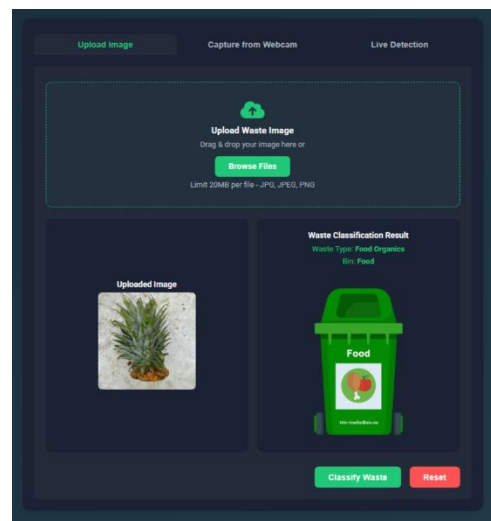 Upload Image
Capture from Webcam
Live Detection
Upload Waste Image
Drag & drop your image here or
Browse Files
Limit 20MB per file - JPG, JPEG, PNG
Uploaded Image
Waste Classification Result
Waste Type: Food Organics
Bin: Food
Food
Classify Waste
Reset